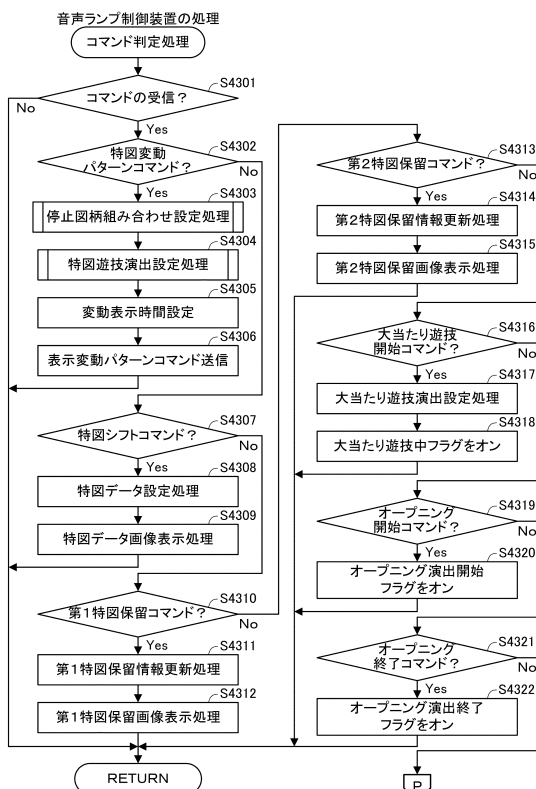 音声ランプ制御装置の処理
コマンド判定処理
S4301
コマンドの受信？
No
Yes
S4302
特図変動
パターンコマンド？
No
Yes
S4303
停止図柄組み合わせ設定処理
S4304
特図遊技演出設定処理
S4305
変動表示時間設定
S4306
表示変動パターンコマンド送信
S4307
特図シフトコマンド？
No
Yes
S4308
特図データ設定処理
S4309
特図データ画像表示処理
S4310
第1特図保留コマンド？
No
Yes
S4311
第1特図保留情報更新処理
S4312
第1特図保留画像表示処理
RETURN
S4313
第2特図保留コマンド？
No
Yes
S4314
第2特図保留情報更新処理
S4315
第2特図保留画像表示処理
S4316
大当たり遊技
開始コマンド？
No
Yes
S4317
大当たり遊技演出設定処理
S4318
大当たり遊技中フラグをオン
S4319
オープニング
開始コマンド？
No
Yes
S4320
オープニング演出開始
フラグをオン
S4321
オープニング
終了コマンド？
No
Yes
S4322
オープニング演出終了
フラグをオン
P